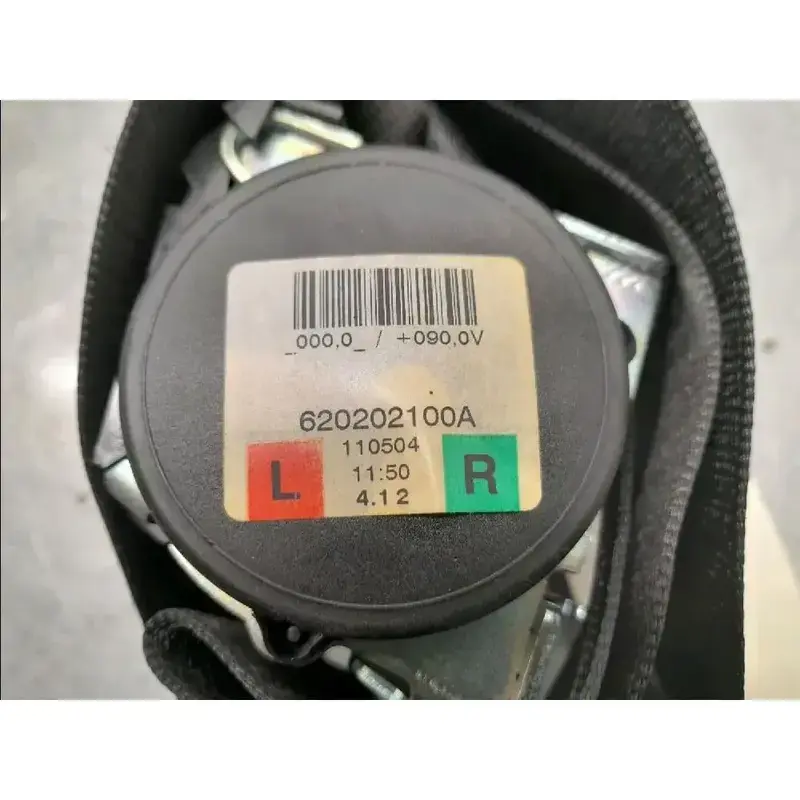 _000,0_ / +090,0V
620202100A
110504
L
R
11:50
4.12